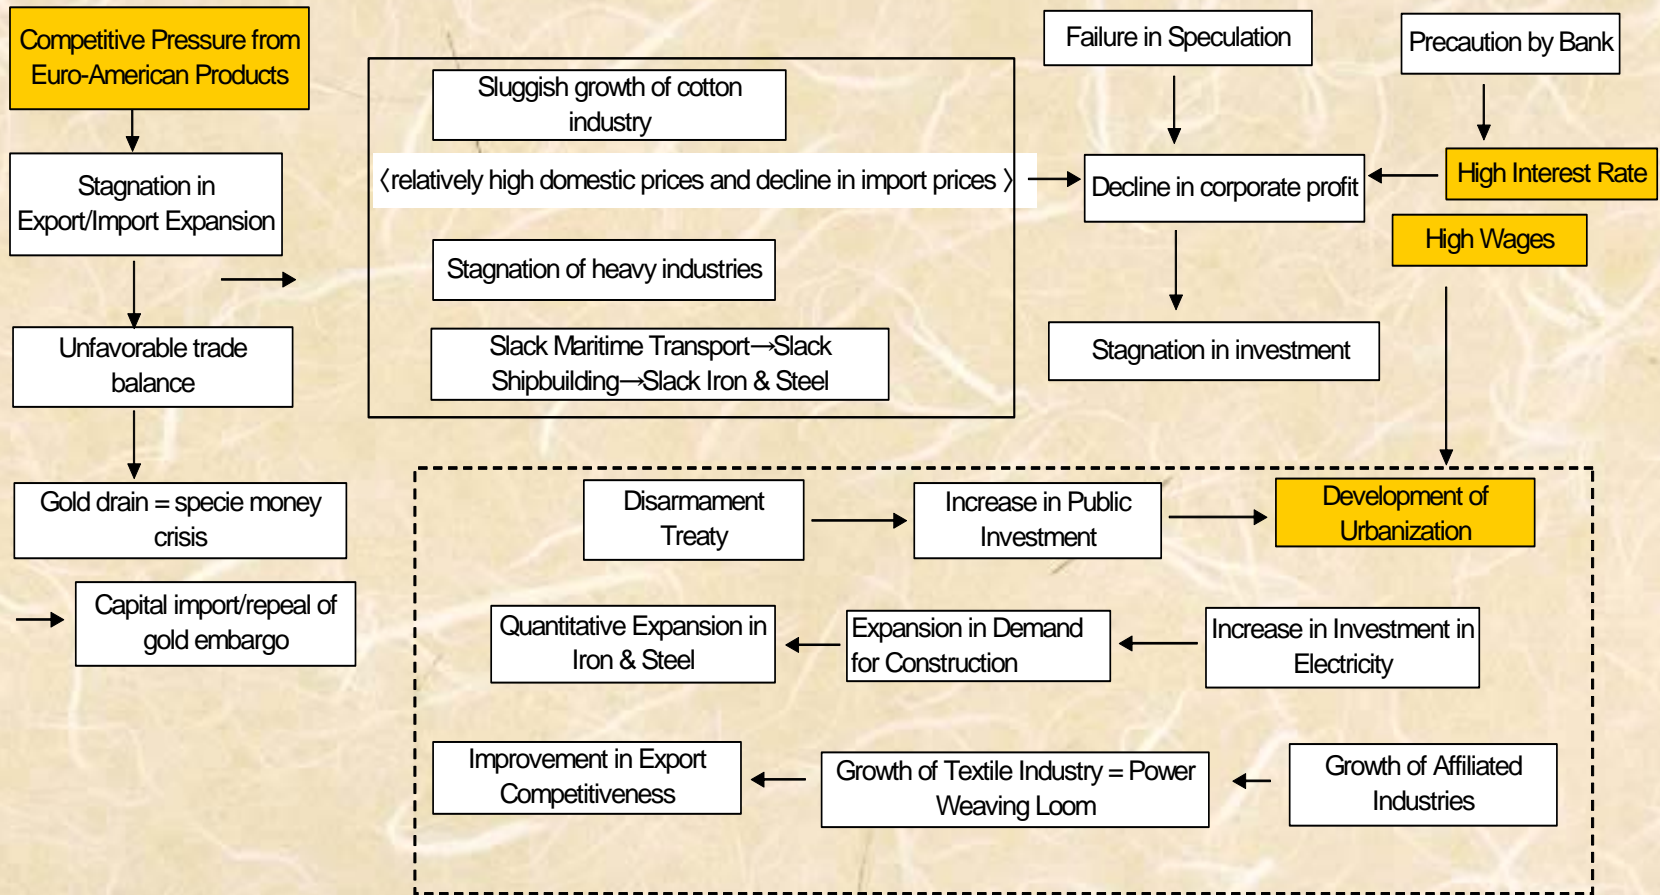 Competitive Pressure from
Euro-American Products
Stagnation in
Export/Import Expansion
Unfavorable trade
balance
Gold drain = specie money
crisis
Capital import/repeal of
gold embargo
Sluggish growth of cotton
industry
〈relatively high domestic prices and decline in import prices 〉
Stagnation of heavy industries
Slack Maritime Transport→Slack
Shipbuilding→Slack Iron & Steel
Failure in Speculation
Precaution by Bank
Decline in corporate profit
High Interest Rate
High Wages
Stagnation in investment
Disarmament
Treaty
Increase in Public
Investment
Development of
Urbanization
Quantitative Expansion in
Iron & Steel
Expansion in Demand
for Construction
Increase in Investment in
Electricity
Improvement in Export
Competitiveness
Growth of Textile Industry = Power
Weaving Loom
Growth of Affiliated
Industries